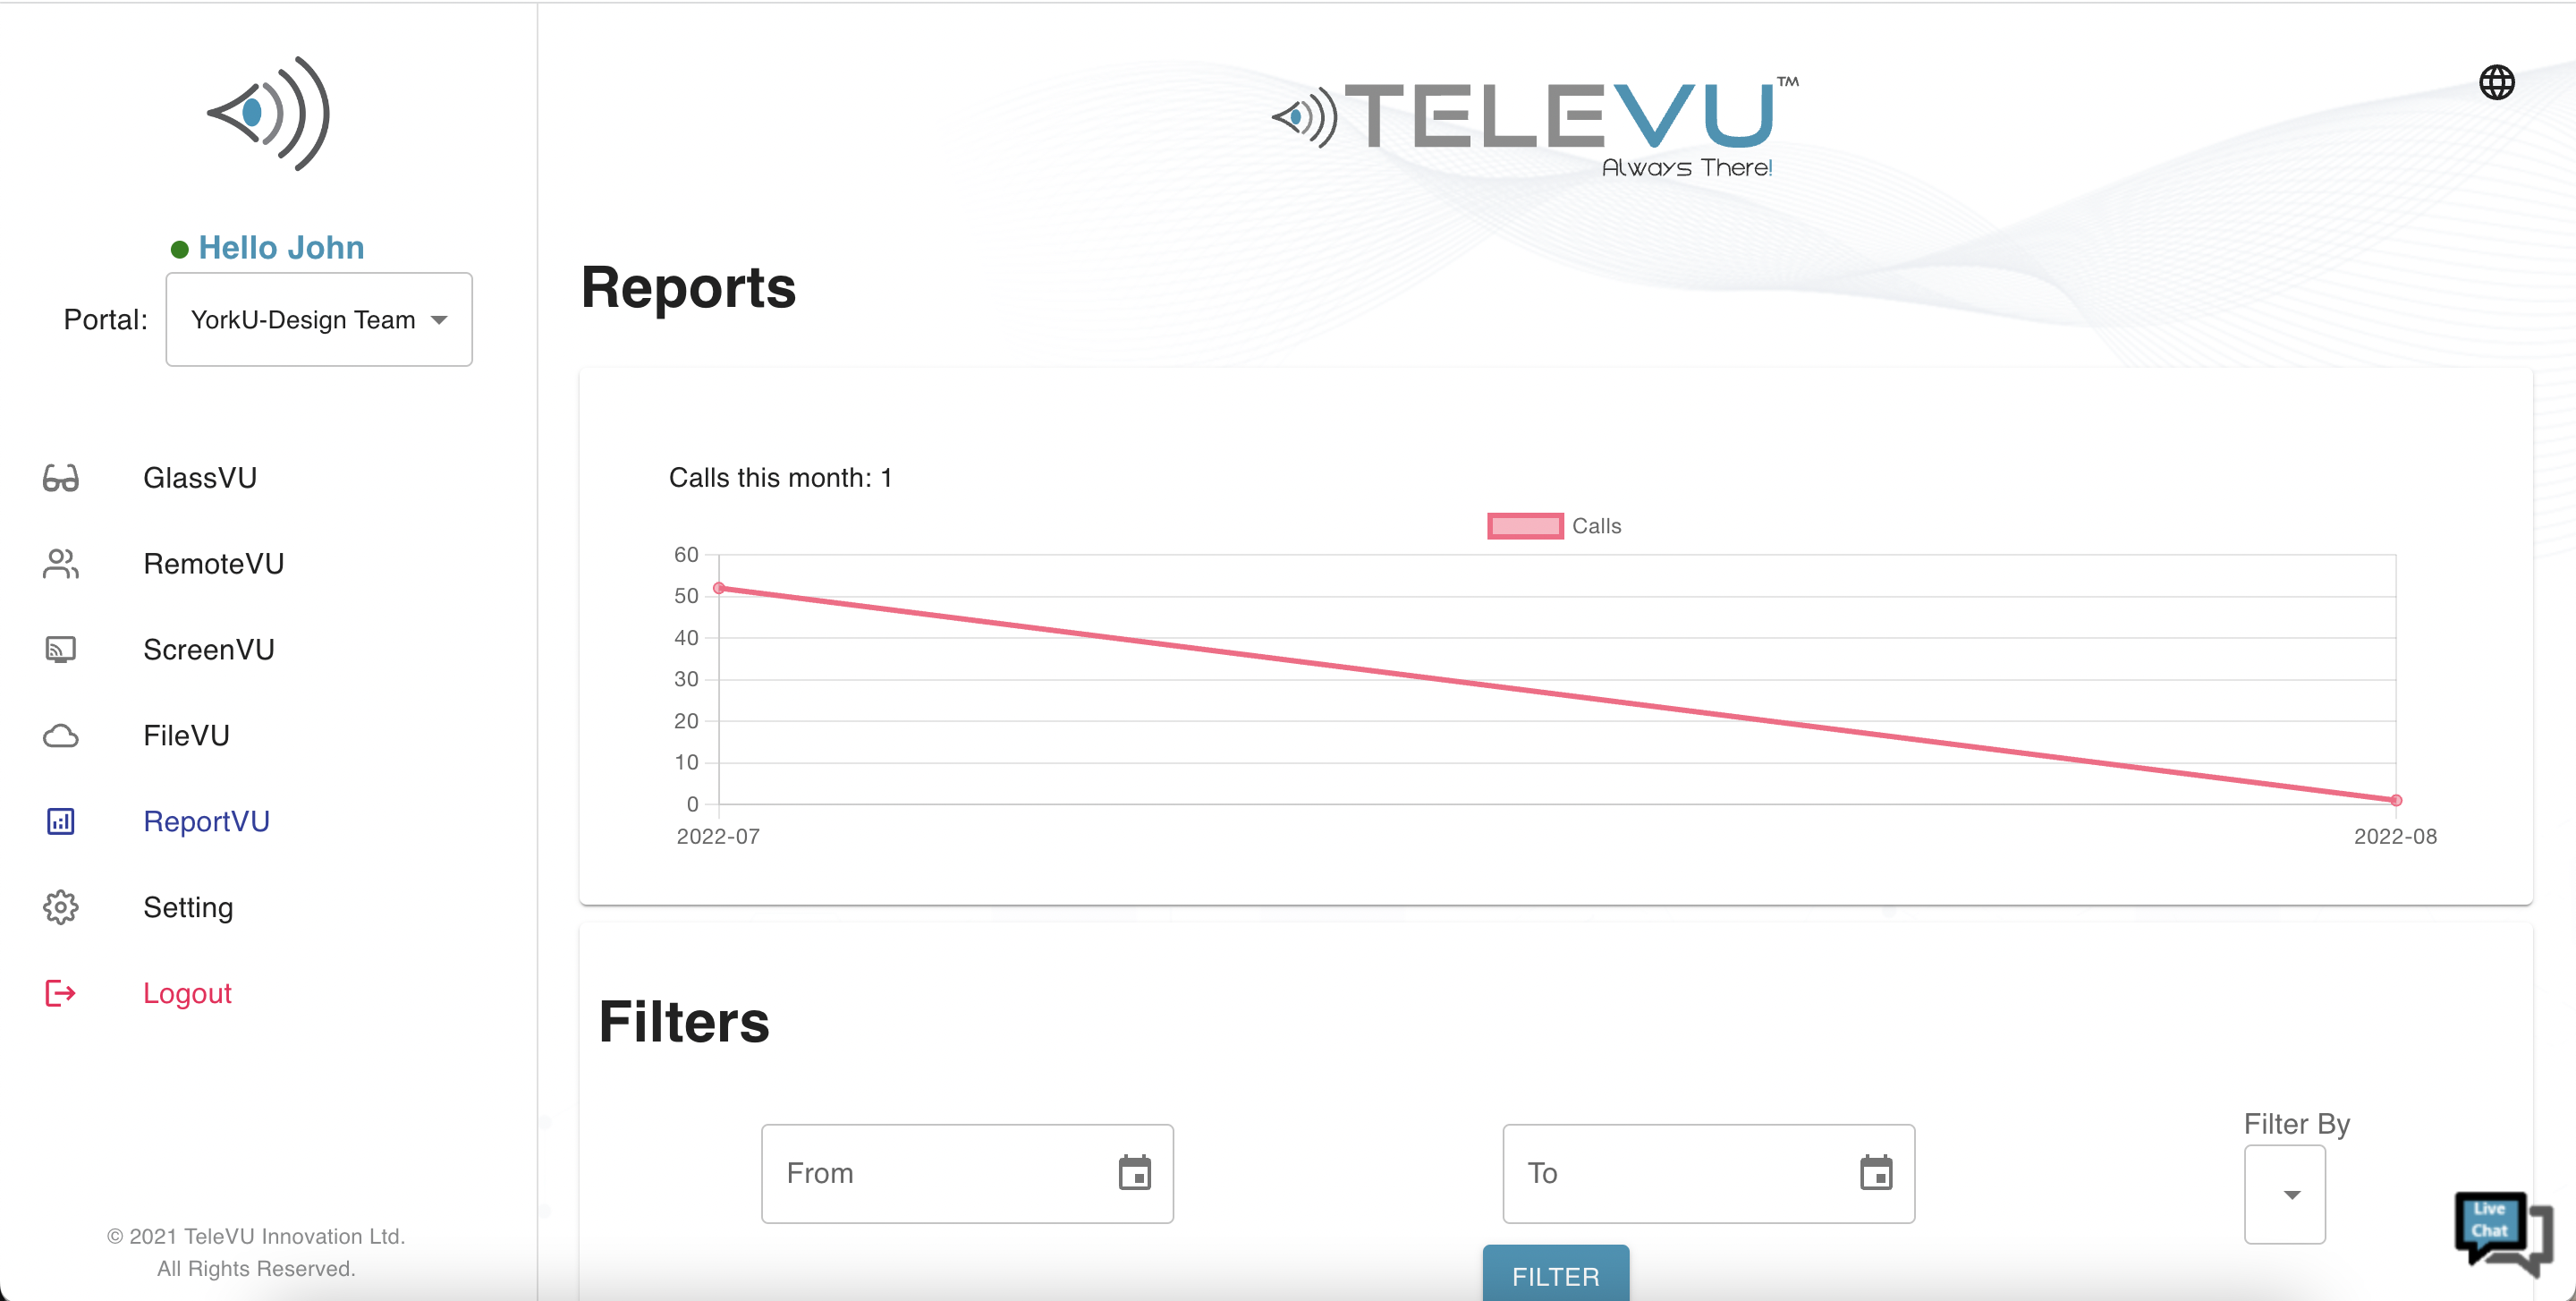 TELEVU™
Always There!
Hello John
Portal: YorkU-Design Team
GlassVU
RemoteVU
ScreenVU
FileVU
ReportVU
Setting
Logout
© 2021 TeleVU Innovation Ltd.
All Rights Reserved.
Reports
Calls this month: 1
Calls
60
50
40
30
20
10
0
2022-07 2022-08
Filters
From To Filter By
FILTER
Live
Chat